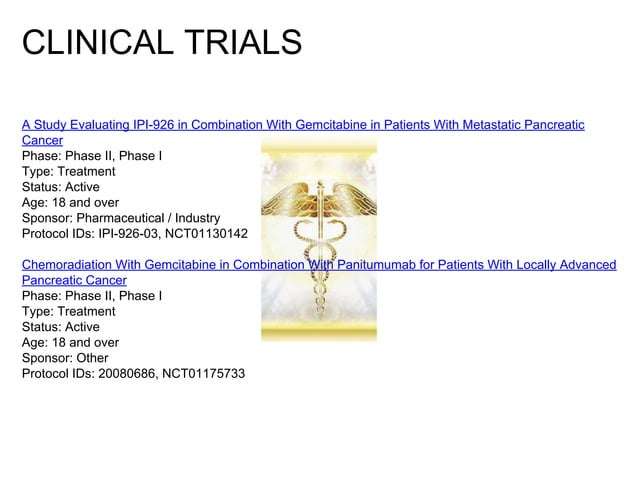 CLINICAL TRIALS
A Study Evaluating IPI-926 in Combination With Gemcitabine in Patients With Metastatic Pancreatic
Cancer
Phase: Phase II, Phase I
Type: Treatment
Status: Active
Age: 18 and over
Sponsor: Pharmaceutical / Industry
Protocol IDs: IPI-926-03, NCT01130142
Chemoradiation With Gemcitabine in Combination With Panitumumab for Patients With Locally Advanced
Pancreatic Cancer
Phase: Phase II, Phase I
Type: Treatment
Status: Active
Age: 18 and over
Sponsor: Other
Protocol IDs: 20080686, NCT01175733